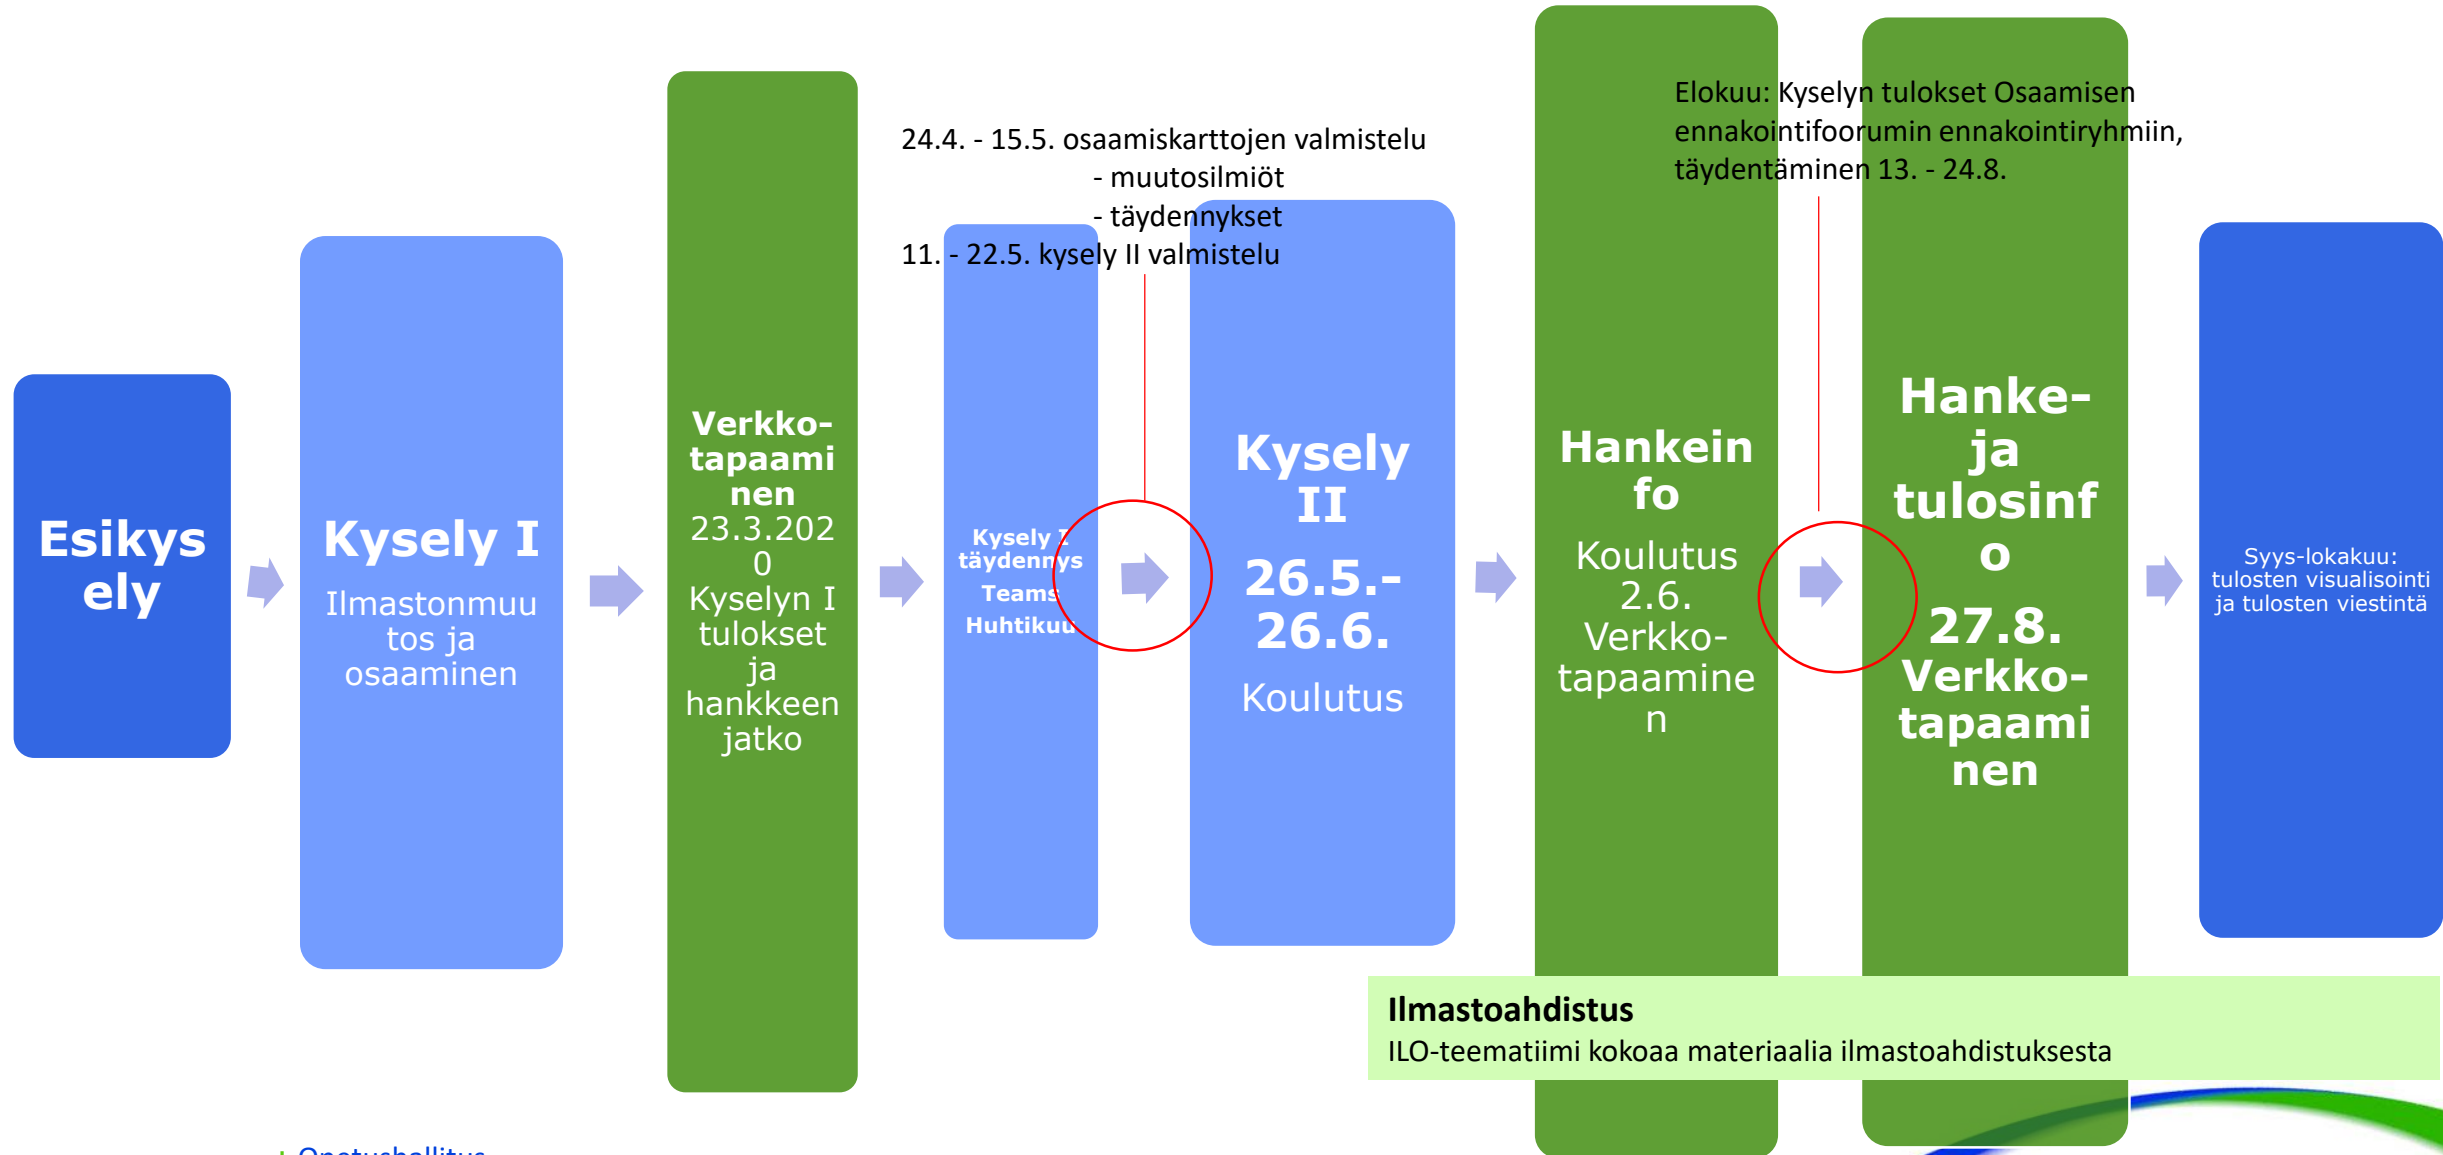 Esikys
ely
Kysely I
Ilmastonmuu
tos ja
osaaminen
Verkko-
tapaami
nen
23.3.202
0
Kyselyn I
tulokset
ja
hankkeen
jatko
24.4. - 15.5. osaamiskarttojen valmistelu
- muutosilmiöt
- täydennykset
11. - 22.5. kysely II valmistelu
Kysely I
täydennys
Teams
Huhtikuu
Kysely
II
26.5.-
26.6.
Koulutus
Hankein
fo
Koulutus
2.6.
Verkko-
tapaamine
n
Elokuu: Kyselyn tulokset Osaamisen
ennakointifoorumin ennakointiryhmiin,
täydentäminen 13. - 24.8.
Hanke-
ja
tulosinf
o
27.8.
Verkko-
tapaami
nen
Syys-lokakuu:
tulosten visualisointi
ja tulosten viestintä
Ilmastoahdistus
ILO-teematiimi kokoaa materiaalia ilmastoahdistuksesta
Opetushallitus